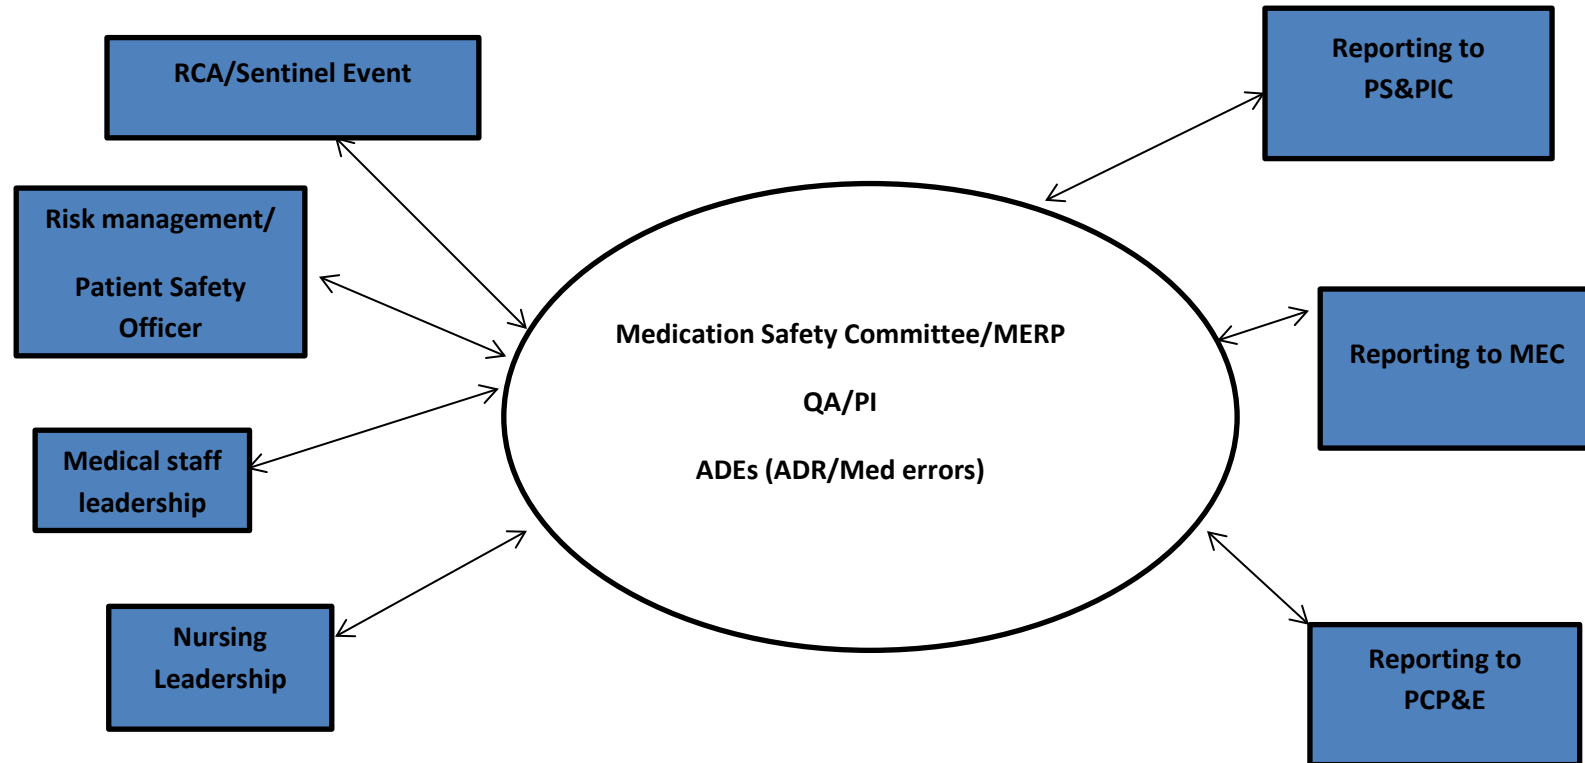 RCA/Sentinel Event
Risk management/
Patient Safety
Officer
Medical staff
leadership
Nursing
Leadership
Medication Safety Committee/MERP
QA/PI
ADEs (ADR/Med errors)
Reporting to
PS&PIC
Reporting to MEC
Reporting to
PCP&E